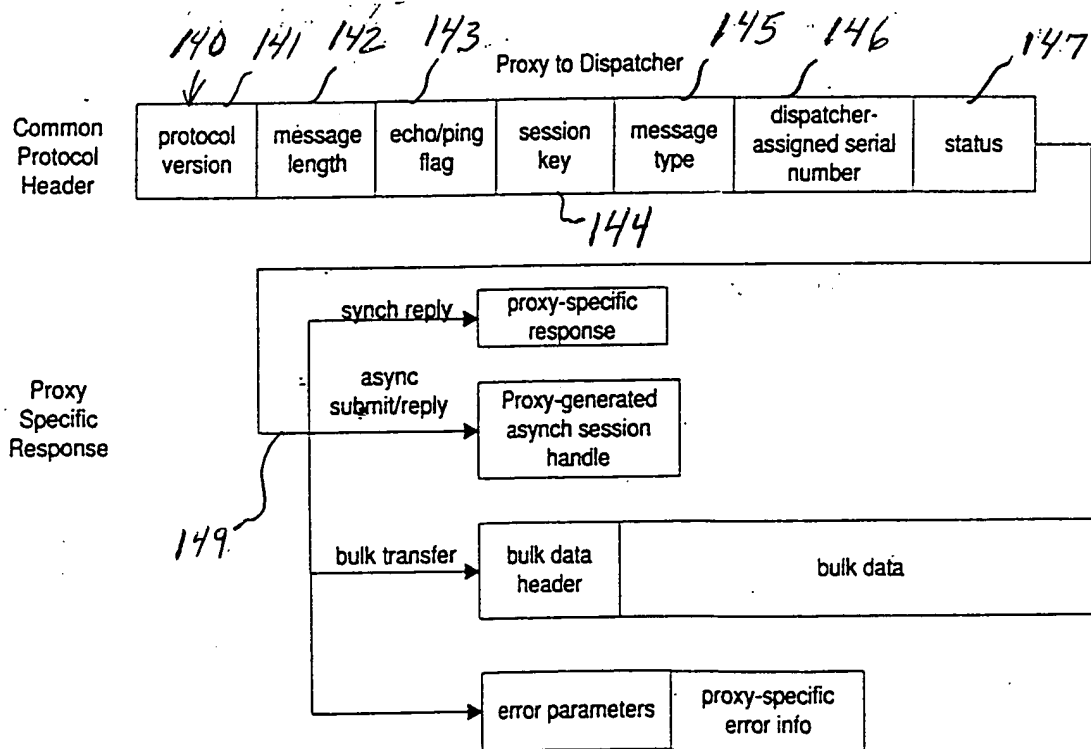 140 141 142 143 145 146 147
Proxy to Dispatcher
Common
Protocol
Header
protocol
version
message
length
echo/ping
flag
session
key
message
type
dispatcher-
assigned serial
number
status
144
synch reply
proxy-specific
response
Proxy
Specific
Response
async
submit/reply
Proxy-generated
asynch session
handle
149
bulk transfer
bulk data
header
bulk data
error parameters
proxy-specific
error info